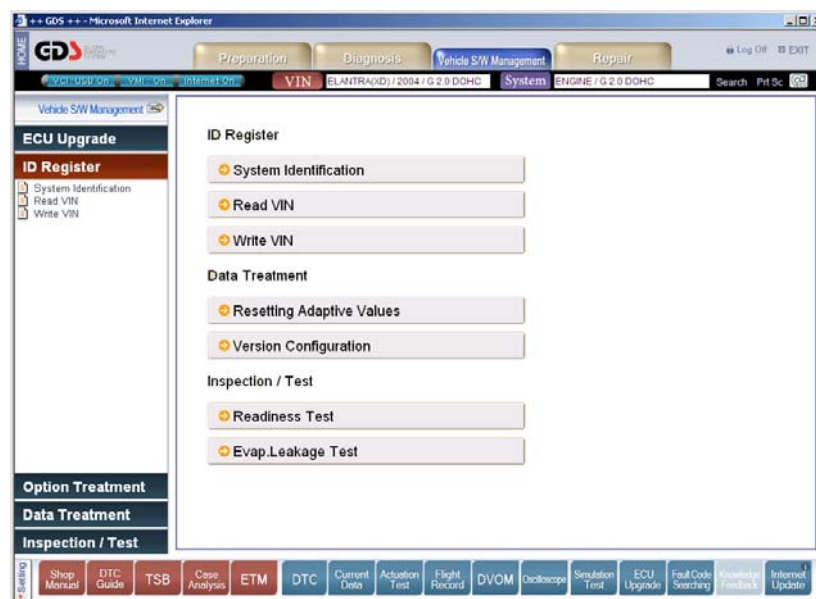 ++ GDS ++ - Microsoft Internet Explorer
HOME
GDS
Preparation
Diagnosis
Vehicle S/W Management
Repair
Log Off
EXIT
VCI USB On
VMI On
Internet On
VIN
ELANTRA(XD) / 2004 / G 2.0 DOHC
System
ENGINE / G 2.0 DOHC
Search
Prt Sc
Vehicle S/W Management
ECU Upgrade
ID Register
System Identification
Read VIN
Write VIN
Option Treatment
Data Treatment
Inspection / Test
ID Register
System Identification
Read VIN
Write VIN
Data Treatment
Resetting Adaptive Values
Version Configuration
Inspection / Test
Readiness Test
Evap.Leakage Test
Setting
Shop
Manual
DTC
Guide
TSB
Case
Analysis
ETM
DTC
Current
Data
Actuation
Test
Flight
Record
DVOM
Oscilloscope
Simulation
Test
ECU
Upgrade
Fault Code
Searching
Knowledge
Feedback
Internet
Update